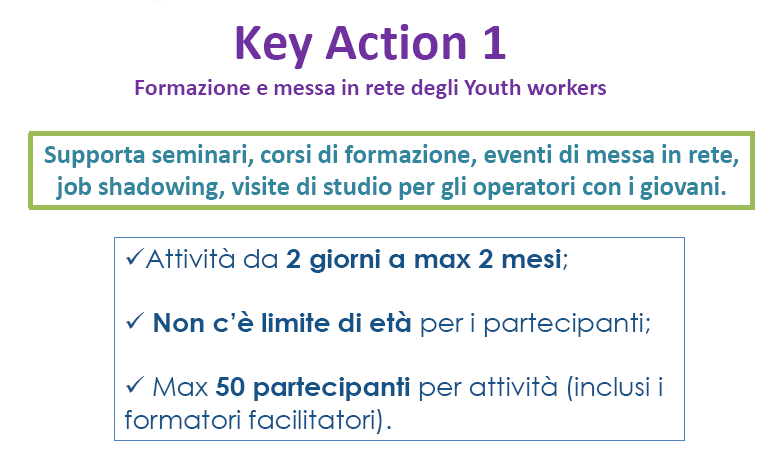 Key Action 1
Formazione e messa in rete degli Youth workers
Supporta seminari, corsi di formazione, eventi di messa in rete,
job shadowing, visite di studio per gli operatori con i giovani.
✓Attività da 2 giorni a max 2 mesi;
✓ Non c’è limite di età per i partecipanti;
✓ Max 50 partecipanti per attività (inclusi i
formatori facilitatori).